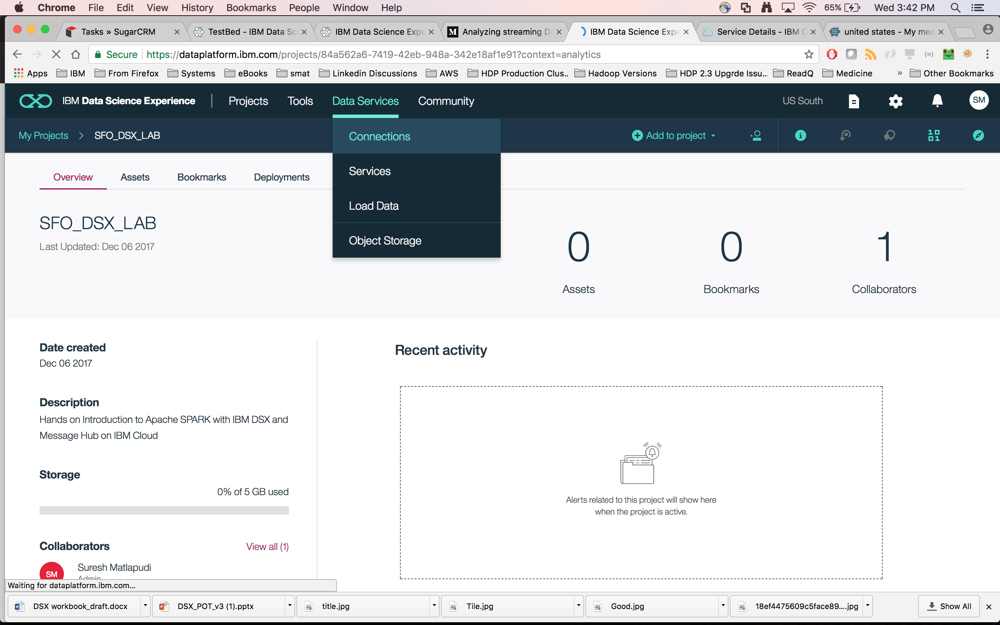 Chrome File Edit View History Bookmarks People Window Help 65% Wed 3:42 PM
Tasks » SugarCRM TestBed - IBM Data Sc IBM Data Science Expe M Analyzing streaming Da IBM Data Science Expe Service Details - IBM C united states - My med
Secure https://dataplatform.ibm.com/projects/84a562a6-7419-42eb-948a-342e18af1e91?context=analytics
Apps IBM From Firefox Systems eBooks smat Linkedin Discussions AWS HDP Production Clus... Hadoop Versions HDP 2.3 Upgrde Issu... ReadQ Medicine » Other Bookmarks
IBM Data Science Experience Projects Tools Data Services Community US South SM
My Projects > SFO_DSX_LAB Add to project
Connections
Services
Load Data
Object Storage
Overview Assets Bookmarks Deployments
SFO_DSX_LAB
Last Updated: Dec 06 2017
0 0 1
Assets Bookmarks Collaborators
Date created
Dec 06 2017
Description
Hands on Introduction to Apache SPARK with IBM DSX and
Message Hub on IBM Cloud
Storage
0% of 5 GB used
Collaborators View all (1)
SM Suresh Matlapudi
Admin
Recent activity
Alerts related to this project will show here
when the project is active.
Waiting for dataplatform.ibm.com...
DSX workbook_draft.docx DSX_POT_v3 (1).pptx title.jpg Tile.jpg Good.jpg 18ef4475609c5face89....jpg Show All